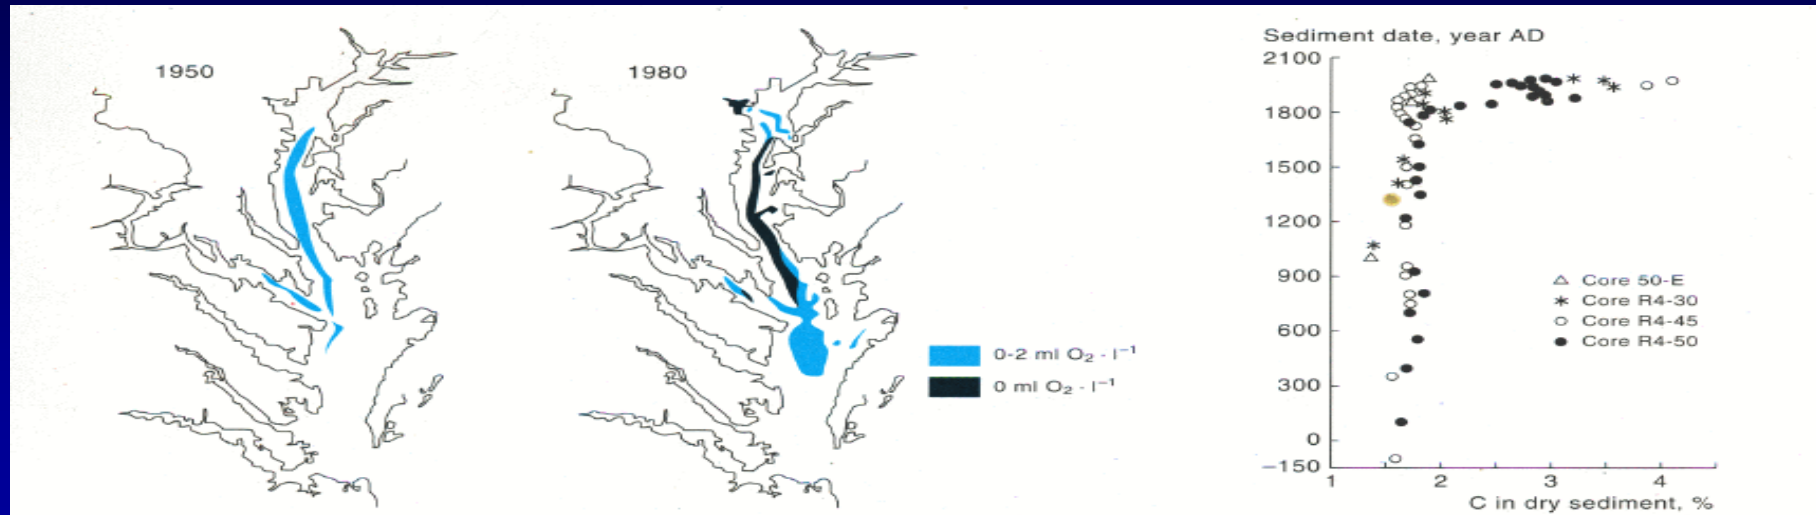 1950
1980
0-2 ml O₂ · l⁻¹
0 ml O₂ · l⁻¹
Sediment date, year AD
2100
1800
1500
1200
900
600
300
0
−150
1
2
3
4
C in dry sediment, %
Core 50-E
Core R4-30
Core R4-45
Core R4-50